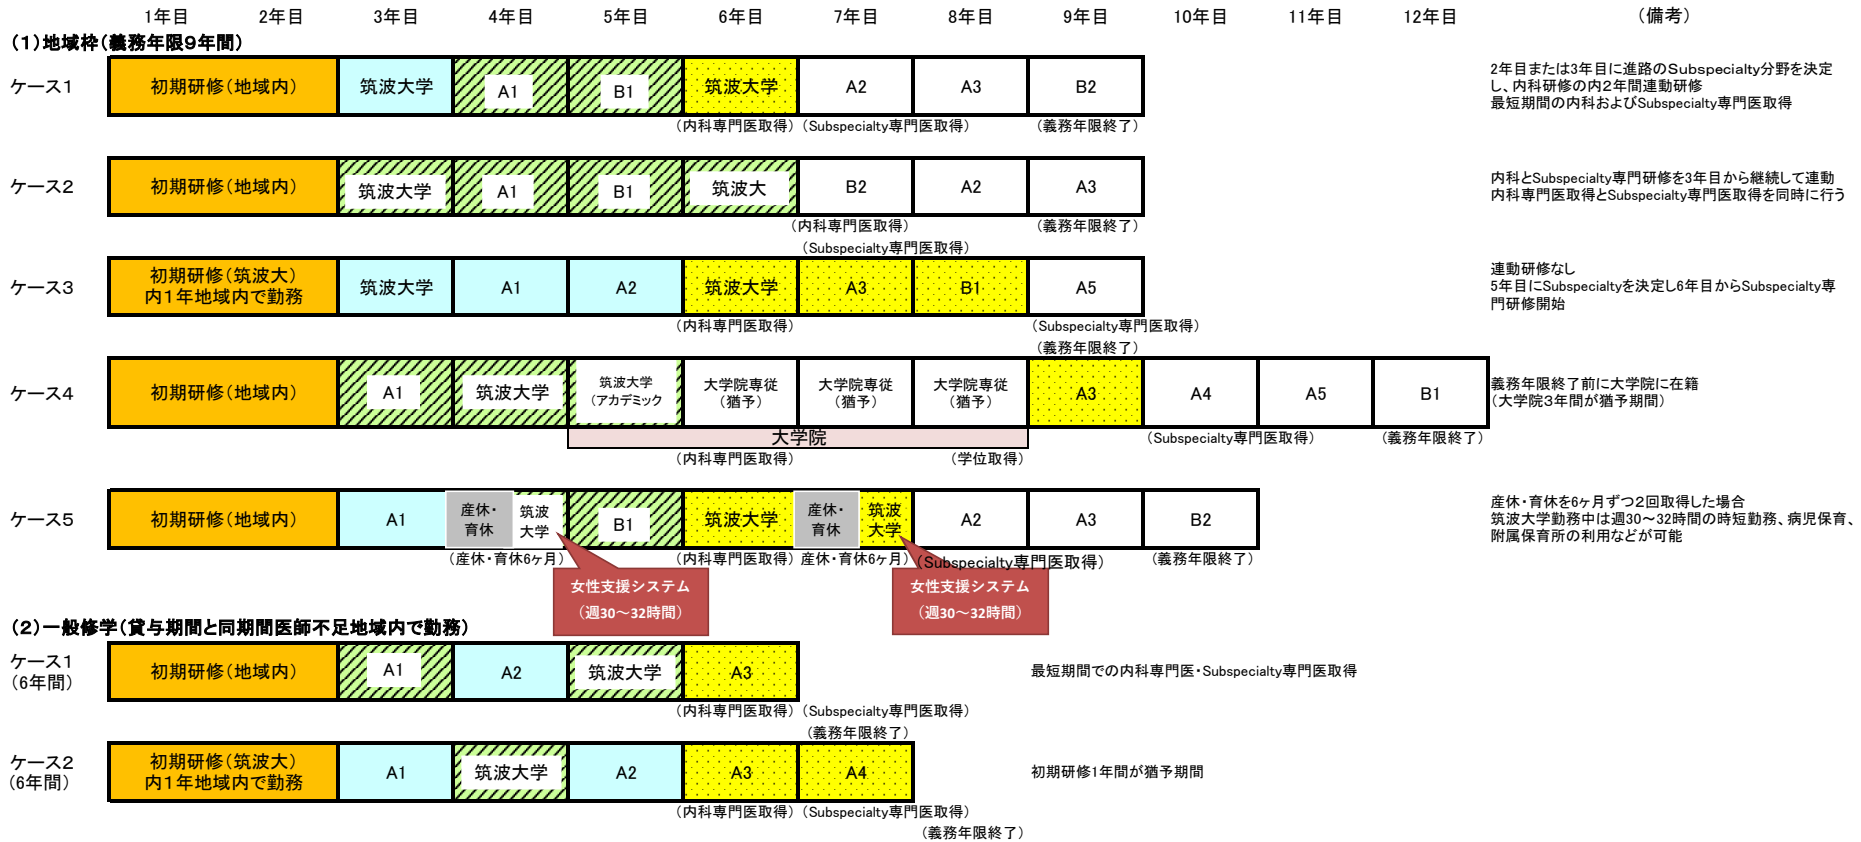 1年目 2年目 3年目 4年目 5年目 6年目 7年目 8年目 9年目 10年目 11年目 12年目 （備考）
（１）地域枠（義務年限９年間）
ケース１ 初期研修（地域内） 筑波大学 A1 B1 筑波大学 A2 A3 B2
2年目または3年目に進路のSubspecialty分野を決定
し、内科研修の内２年間連動研修
最短期間の内科およびSubspecialty専門医取得
（内科専門医取得） （Subspecialty専門医取得） （義務年限終了）
ケース２ 初期研修（地域内） 筑波大学 A1 B1 筑波大 B2 A2 A3
内科とSubspecialty専門研修を3年目から継続して連動
内科専門医取得とSubspecialty専門医取得を同時に行う
（内科専門医取得） （義務年限終了）
（Subspecialty専門医取得）
ケース３ 初期研修（筑波大）
内１年地域内で勤務 筑波大学 A1 A2 筑波大学 A3 B1 A5
連動研修なし
5年目にSubspecialtyを決定し6年目からSubspecialty専
門研修開始
（内科専門医取得） （Subspecialty専門医取得）
（義務年限終了）
ケース４ 初期研修（地域内） A1 筑波大学 筑波大学
（アカデミック 大学院専従
（猶予） 大学院専従
（猶予） 大学院専従
（猶予） A3 A4 A5 B1
義務年限終了前に大学院に在籍
（大学院３年間が猶予期間）
大学院 （Subspecialty専門医取得） （義務年限終了）
（内科専門医取得） （学位取得）
ケース５ 初期研修（地域内） A1 産休・
育休 筑波
大学 B1 筑波大学 産休・
育休 筑波
大学 A2 A3 B2
産休・育休を6ヶ月ずつ２回取得した場合
筑波大学勤務中は週30～32時間の時短勤務、病児保育、
附属保育所の利用などが可能
（産休・育休6ヶ月） （内科専門医取得） 産休・育休6ヶ月） （Subspecialty専門医取得） （義務年限終了）
女性支援システム
（週30～32時間）
女性支援システム
（週30～32時間）
（２）一般修学（貸与期間と同期間医師不足地域内で勤務）
ケース１
（6年間） 初期研修（地域内） A1 A2 筑波大学 A3 最短期間での内科専門医・Subspecialty専門医取得
（内科専門医取得） （Subspecialty専門医取得）
（義務年限終了）
ケース２
（6年間） 初期研修（筑波大）
内１年地域内で勤務 A1 筑波大学 A2 A3 A4 初期研修1年間が猶予期間
（内科専門医取得） （Subspecialty専門医取得）
（義務年限終了）